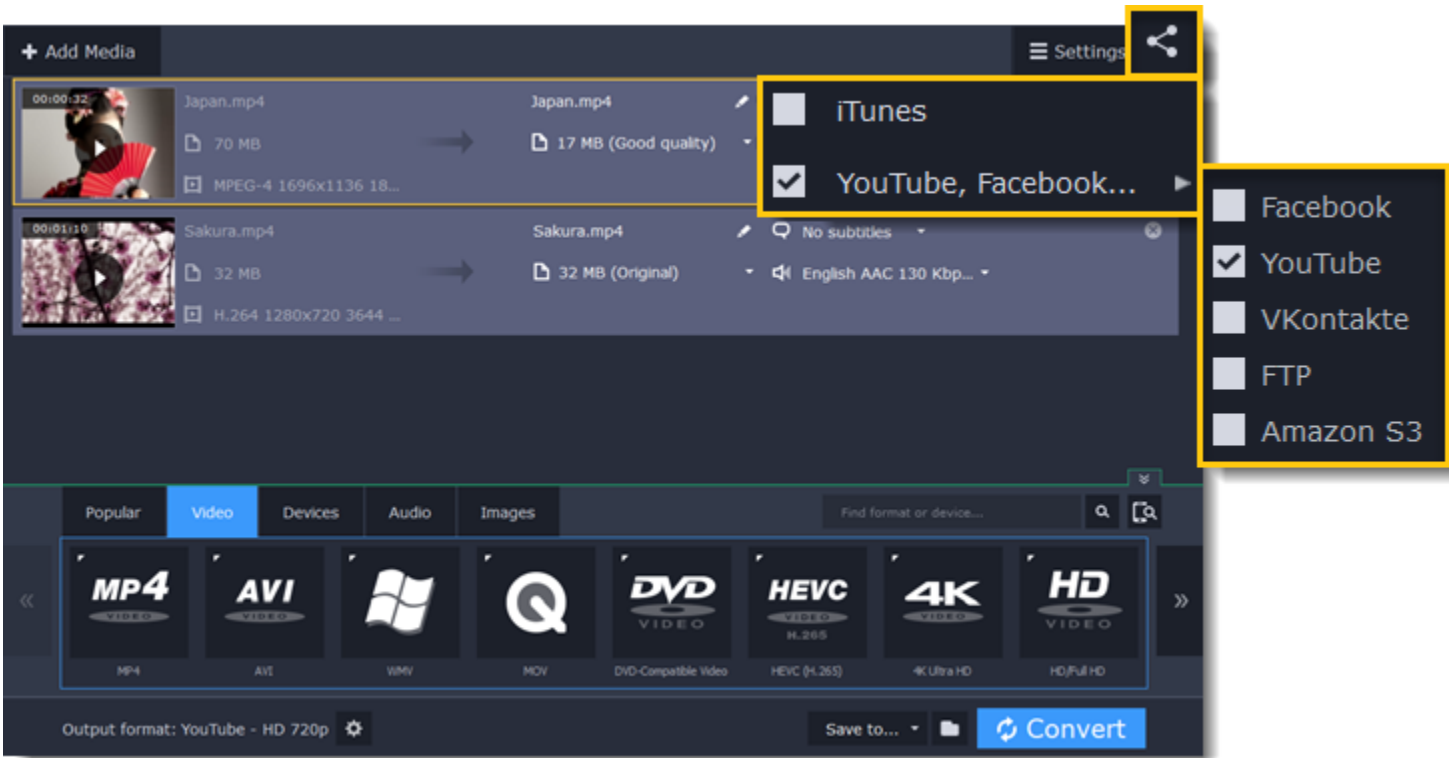 Add Media
Settings
00:00:32
Japan.mp4
Japan.mp4
70 MB
17 MB (Good quality)
MPEG-4 1696x1136 18...
iTunes
YouTube, Facebook...
Facebook
YouTube
VKontakte
FTP
Amazon S3
00:01:10
Sakura.mp4
Sakura.mp4
No subtitles
32 MB
32 MB (Original)
English AAC 130 Kbp...
H.264 1280x720 3644 ...
Popular
Video
Devices
Audio
Images
Find format or device...
MP4
VIDEO
AVI
VIDEO
DVD
VIDEO
HEVC
VIDEO
H.265
4K
VIDEO
HD
VIDEO
MP4
AVI
WMV
MOV
DVD-Compatible Video
HEVC (H.265)
4K Ultra HD
HD/Full HD
Output format: YouTube - HD 720p
Save to...
Convert